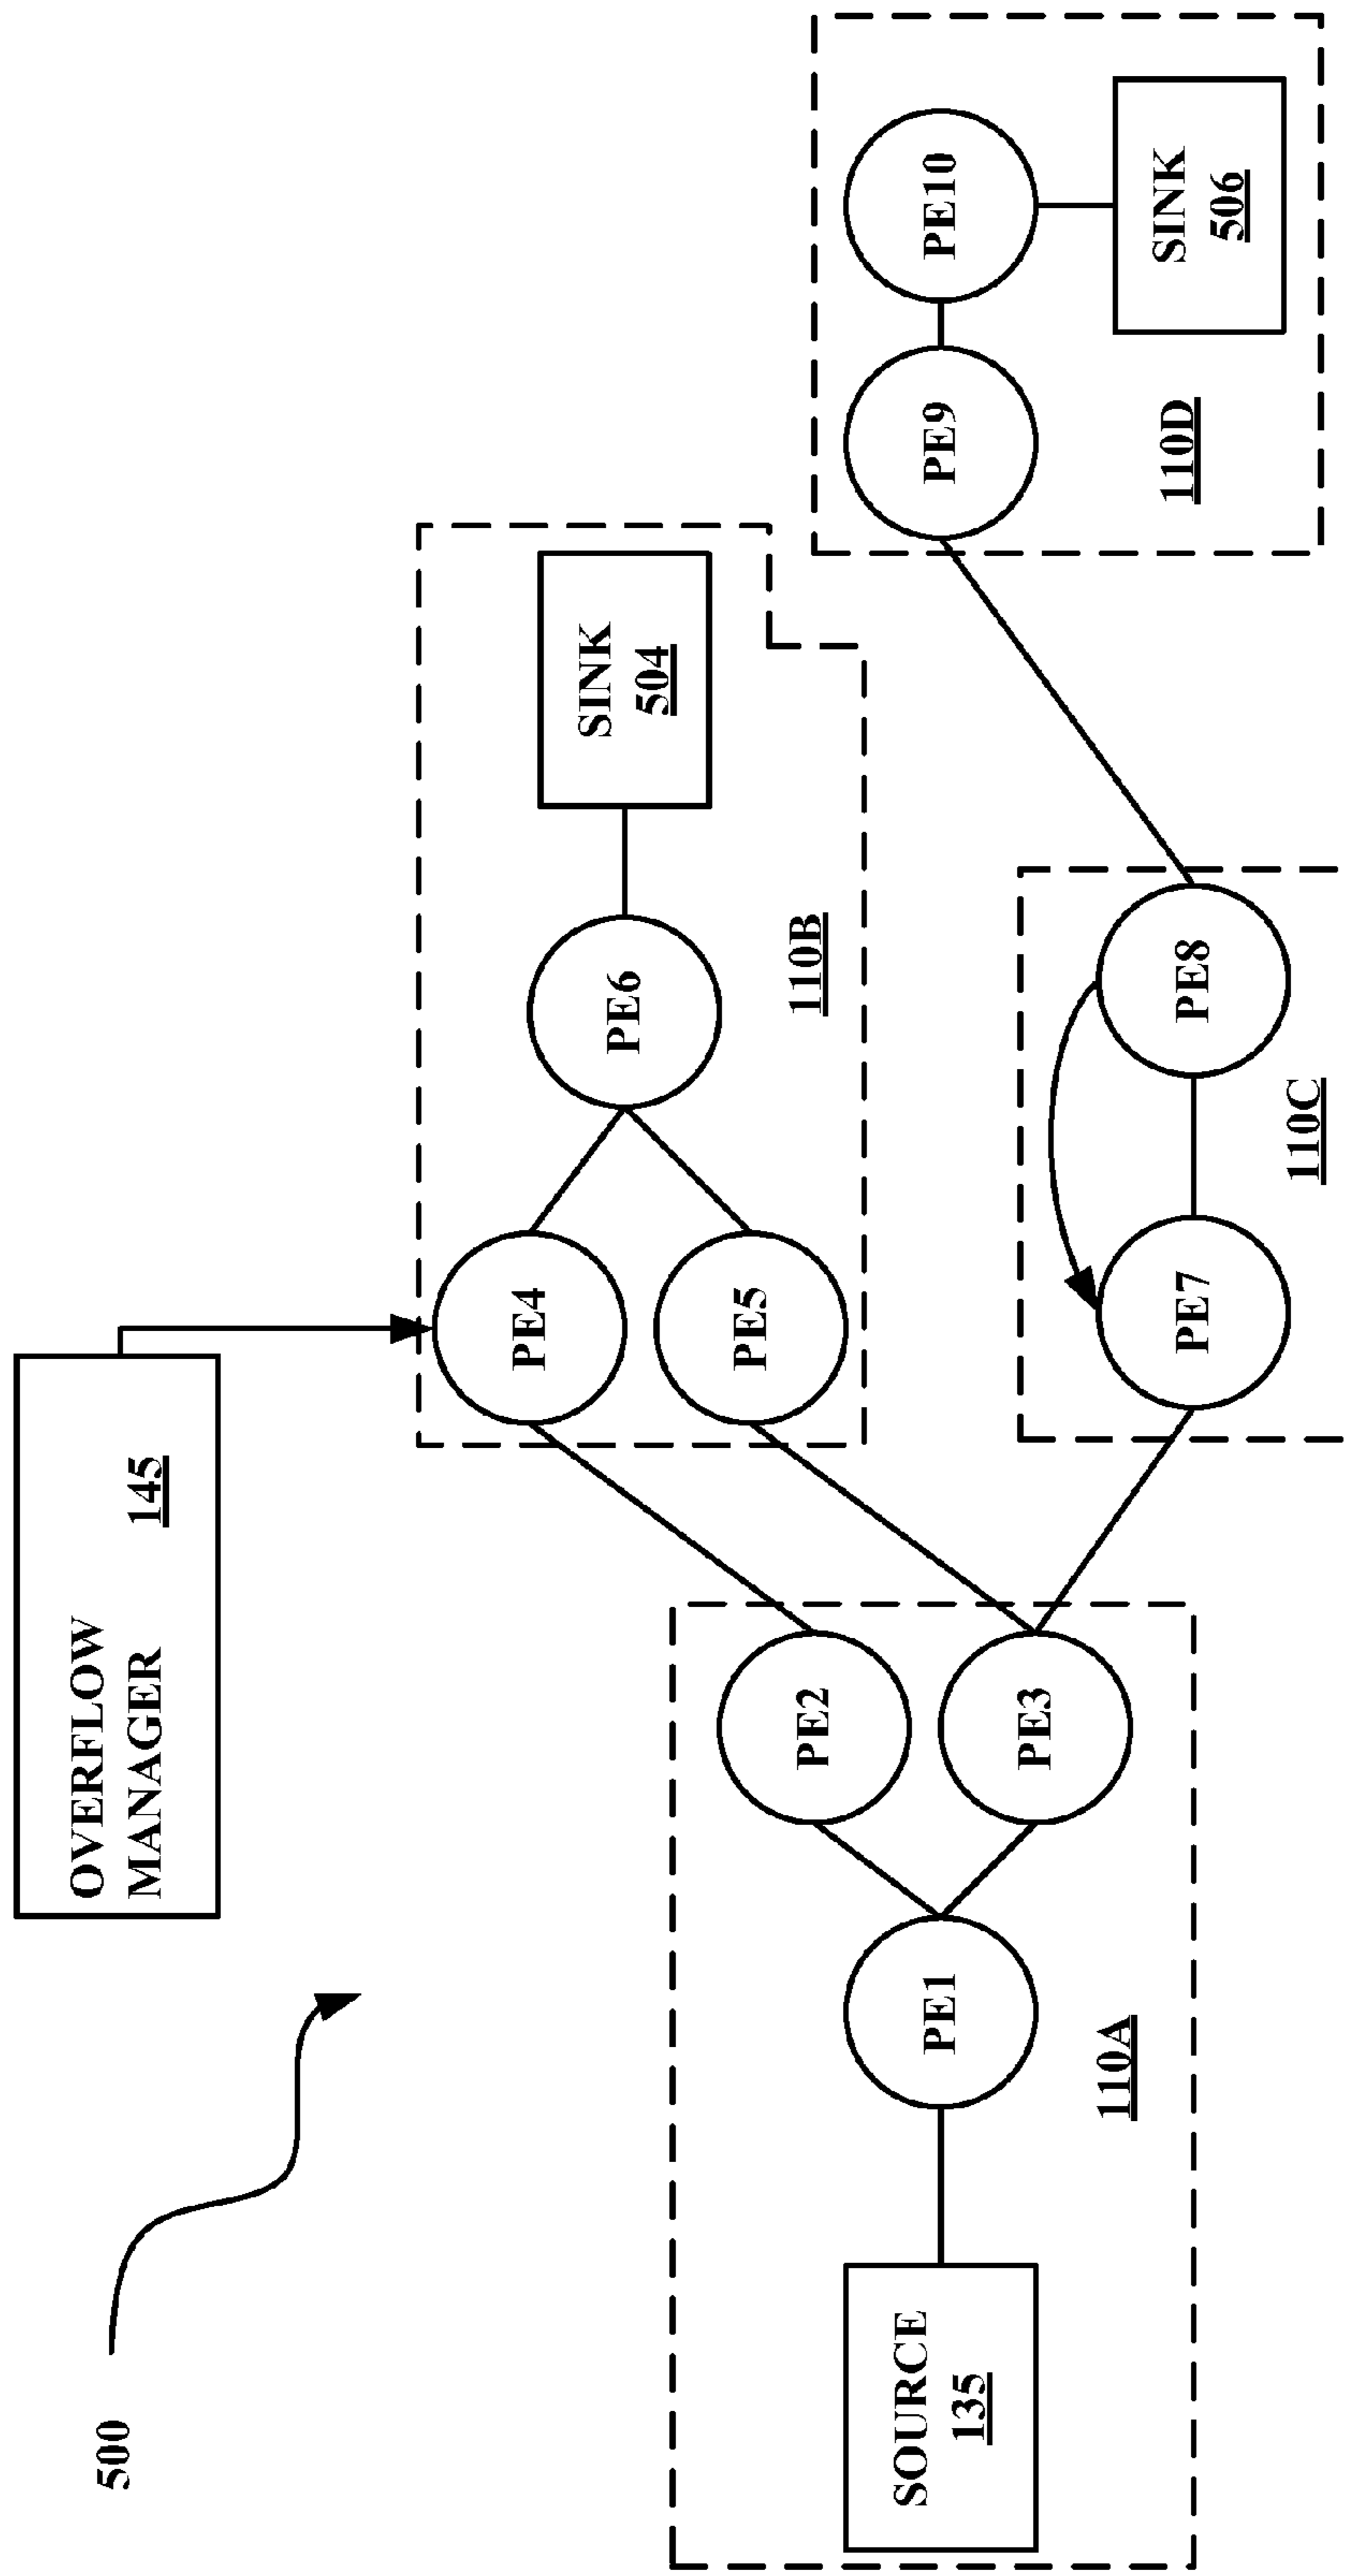 500
OVERFLOW
MANAGER 145
SOURCE
135
PE1
PE2
PE3
110A
PE4
PE5
PE6
SINK
504
110B
PE7
PE8
110C
PE9
PE10
SINK
506
110D